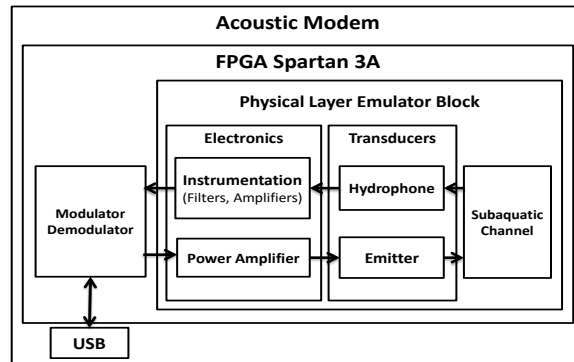 Acoustic Modem
FPGA Spartan 3A
Physical Layer Emulator Block
Electronics
Transducers
Instrumentation
(Filters, Amplifiers)
Hydrophone
Modulator
Demodulator
Subaquatic
Channel
Power Amplifier
Emitter
USB